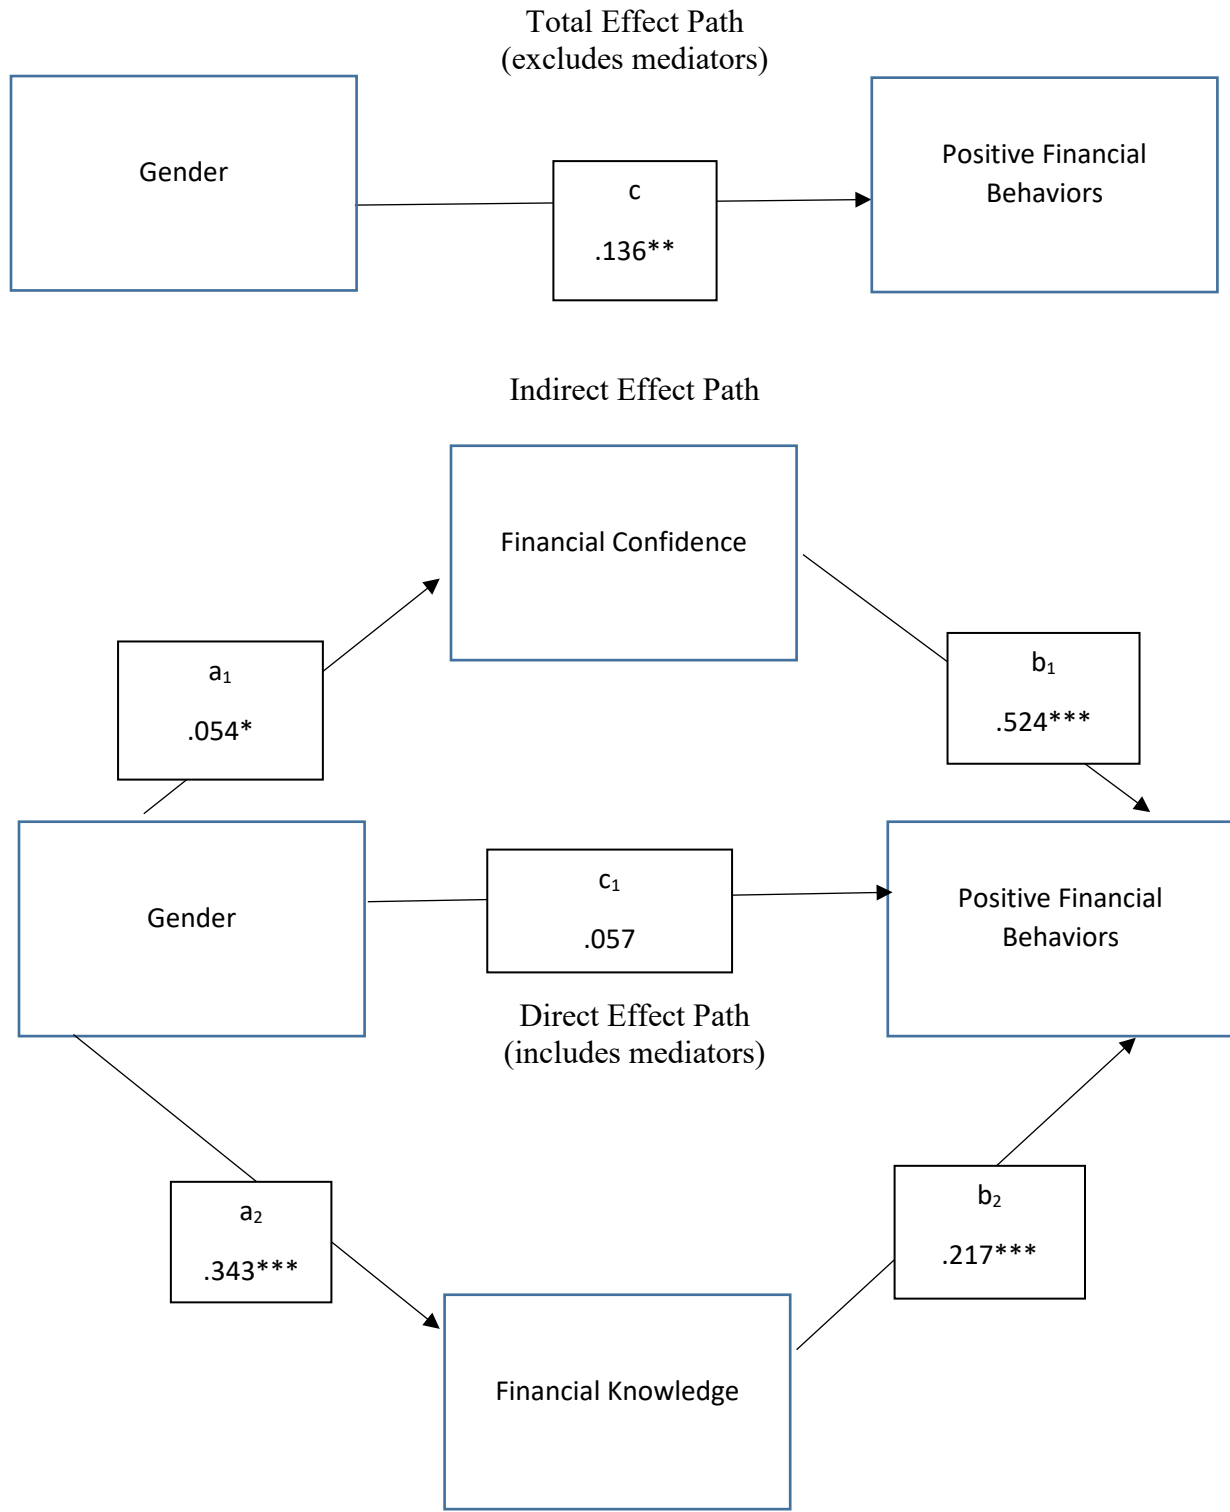 Total Effect Path
(excludes mediators)
Gender
c
.136**
Positive Financial
Behaviors
Indirect Effect Path
Financial Confidence
a₁
.054*
b₁
.524***
Gender
c₁
.057
Positive Financial
Behaviors
Direct Effect Path
(includes mediators)
a₂
.343***
b₂
.217***
Financial Knowledge